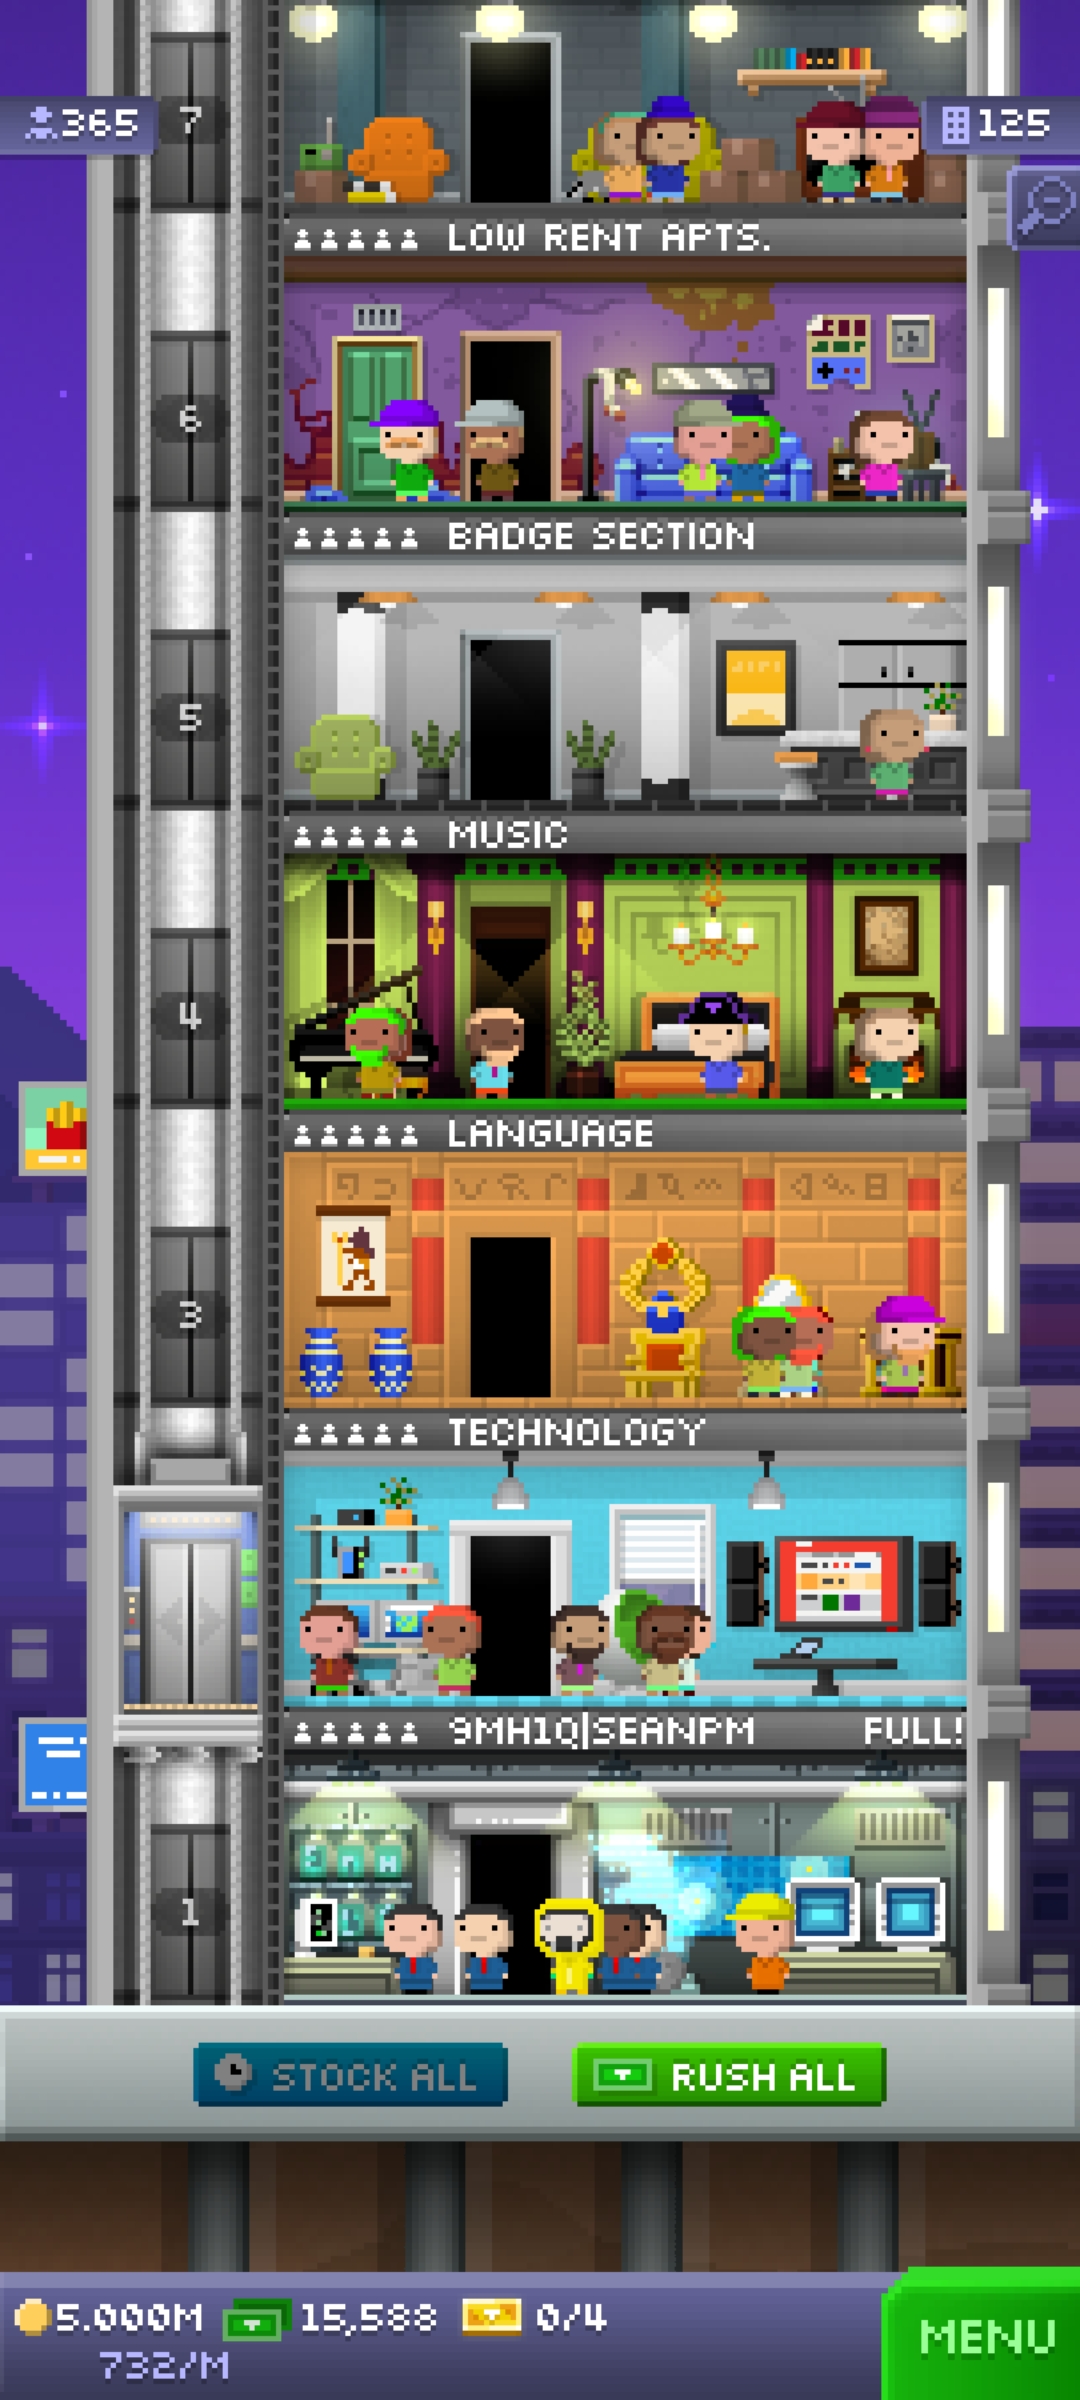 365
7
125
LOW RENT APTS.
6
BADGE SECTION
5
MUSIC
4
LANGUAGE
3
TECHNOLOGY
9MH1Q|SEANPM FULL!
1
STOCK ALL
RUSH ALL
5.000M
15,588
0/4
732/M
MENU